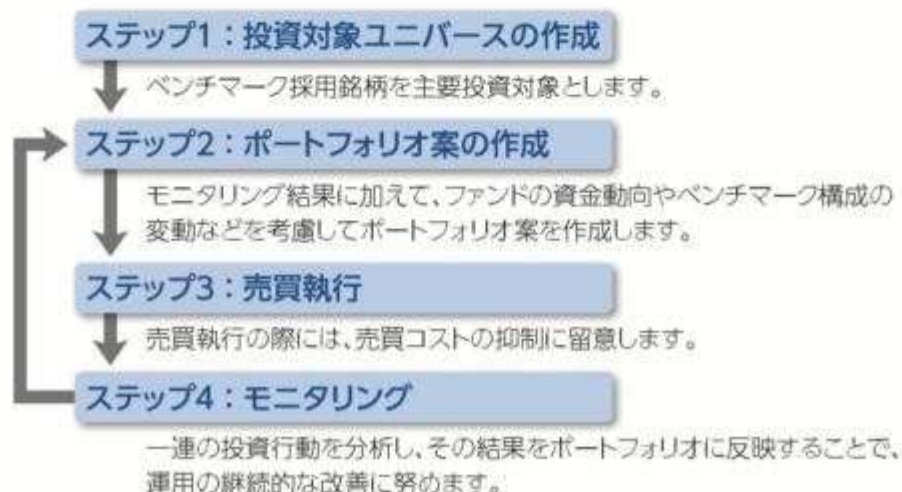 ステップ1：投資対象ユニバースの作成
ベンチマーク採用銘柄を主要投資対象とします。
ステップ2：ポートフォリオ案の作成
モニタリング結果に加えて、ファンドの資金動向やベンチマーク構成の
変動などを考慮してポートフォリオ案を作成します。
ステップ3：売買執行
売買執行の際には、売買コストの抑制に留意します。
ステップ4：モニタリング
一連の投資行動を分析し、その結果をポートフォリオに反映することで、
運用の継続的な改善に努めます。